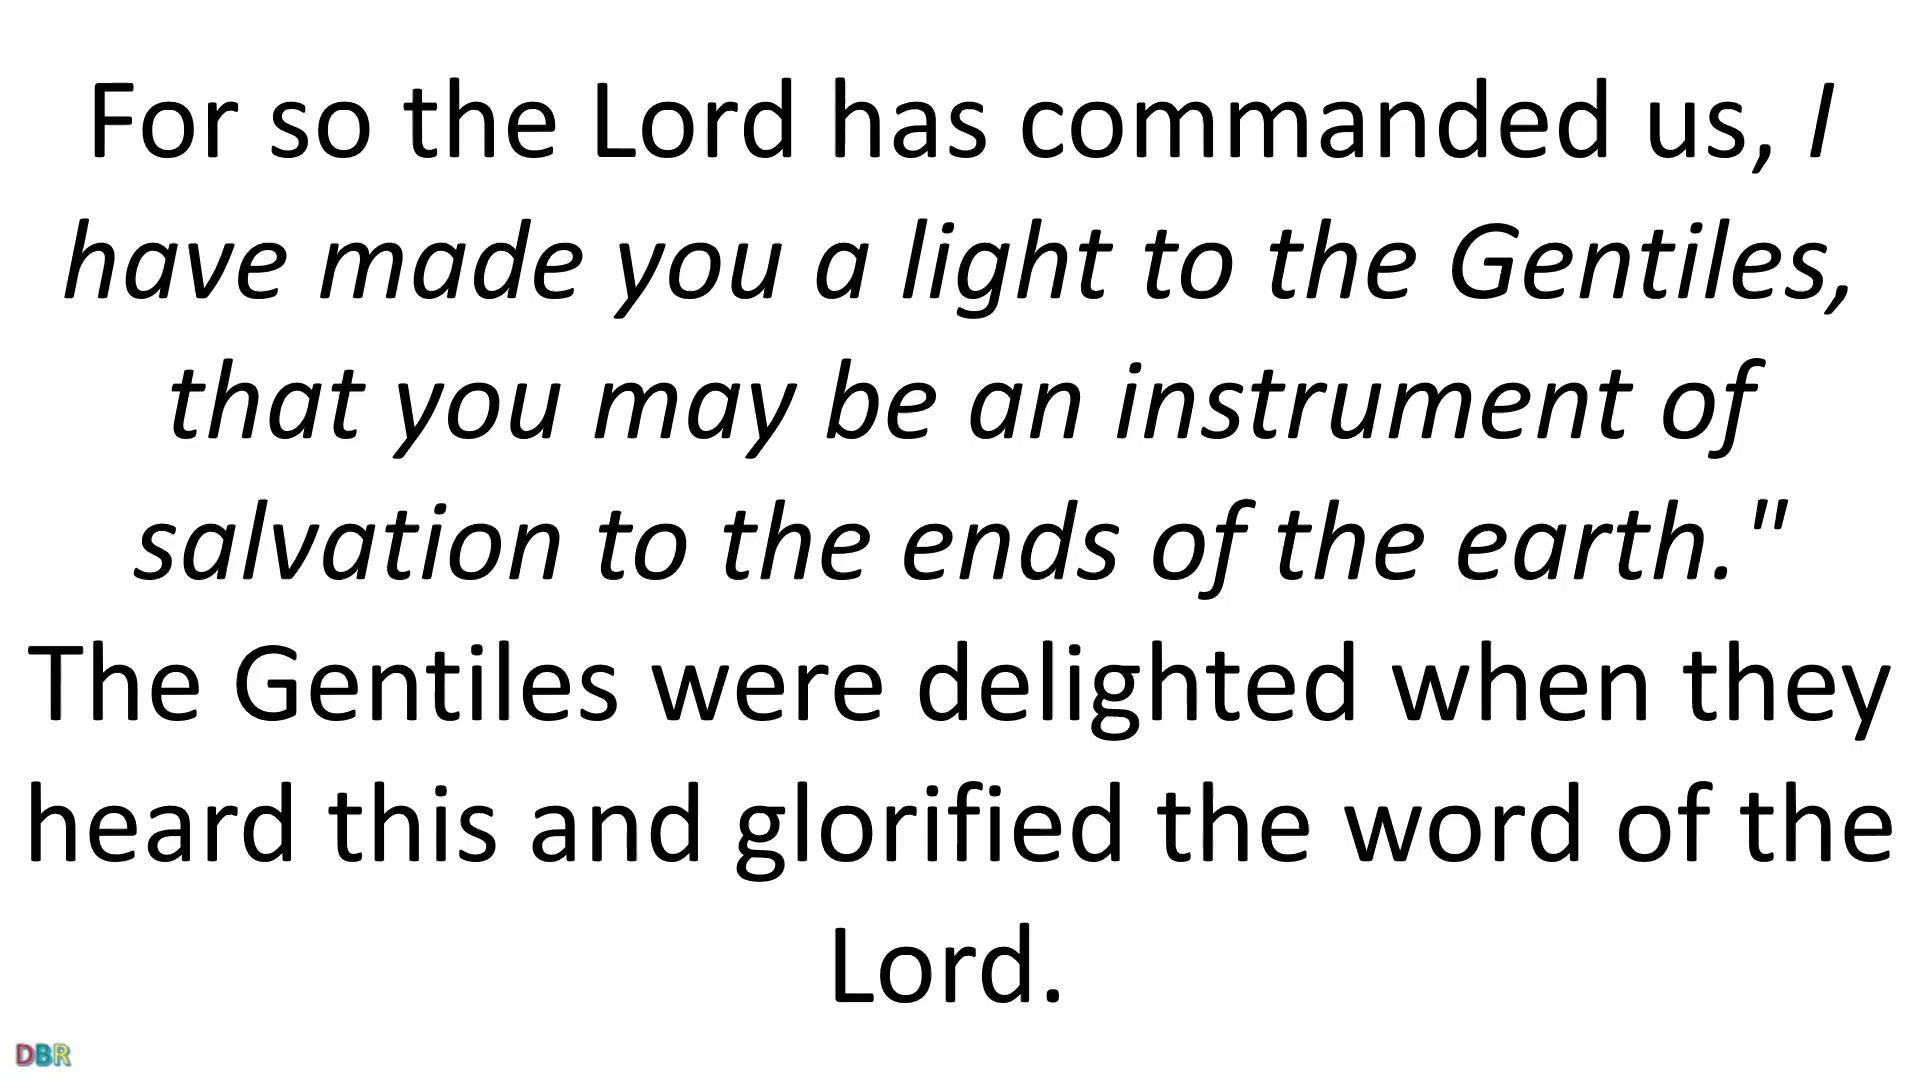 For so the Lord has commanded us, I
have made you a light to the Gentiles,
that you may be an instrument of
salvation to the ends of the earth."
The Gentiles were delighted when they
heard this and glorified the word of the
Lord.
DBR